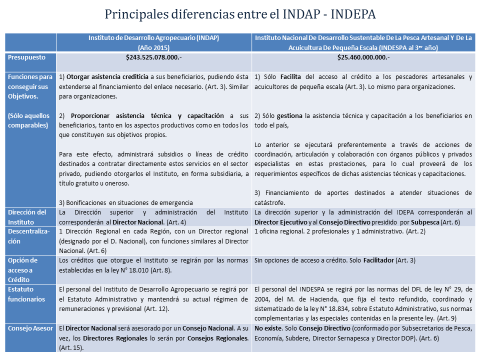 Principales diferencias entre el INDAP - INDEPA
Instituto de Desarrollo Agropecuario (INDAP)
(Año 2015)
Instituto Nacional De Desarrollo Sustentable De La Pesca Artesanal Y De La
Acuicultura De Pequeña Escala (INDESPA al 3er año)
Presupuesto
$243.525.078.000.-
$25.460.000.000.-
Funciones para
conseguir sus
Objetivos.
(Sólo aquellos
comparables)
1) Otorgar asistencia crediticia a sus beneficiarios, pudiendo ésta
extenderse al financiamiento del enlace necesario. (Art. 3). Similar
para organizaciones.
2) Proporcionar asistencia técnica y capacitación a sus
beneficiarios, tanto en los aspectos productivos como en todos los
que constituyen sus objetivos propios.
Para este efecto, administrará subsidios o líneas de crédito
destinados a contratar directamente estos servicios en el sector
privado, pudiendo otorgarlos el Instituto, en forma subsidiaria, a
título gratuito u oneroso.
3) Bonificaciones en situaciones de emergencia
1) Sólo Facilita del acceso al crédito a los pescadores artesanales y
acuicultores de pequeña escala (Art. 3). Lo mismo para organizaciones.
2) Sólo gestiona la asistencia técnica y capacitación a los beneficiarios en
todo el país,
Lo anterior se ejecutará preferentemente a través de acciones de
coordinación, articulación y colaboración con órganos públicos y privados
especialistas en estas prestaciones, para lo cual proveerá de los
requerimientos específicos de dichas asistencias técnicas y capacitaciones.
3) Financiamiento de aportes destinados a atender situaciones de
catástrofe.
Dirección del
Instituto
La Dirección superior y administración del Instituto
corresponderán al Director Nacional. (Art. 4)
La dirección superior y la administración del IDEPA corresponderán al
Director Ejecutivo y al Consejo Directivo presidido por Subpesca (Art. 6)
Descentraliza-
ción
1 Dirección Regional en cada Región, con un Director regional
(designado por el D. Nacional), con funciones similares al Director
Nacional. (Art. 6)
1 oficina regional. 2 profesionales y 1 administrativo. (Art. 2)
Opción de
acceso a
Crédito
Los créditos que otorgue el Instituto se regirán por las normas
establecidas en la ley N° 18.010 (Art. 8).
Sin opciones de acceso a crédito. Solo Facilitador (Art. 3)
Estatuto
funcionarios
El personal del Instituto de Desarrollo Agropecuario se regirá por
el Estatuto Administrativo y mantendrá su actual régimen de
remuneraciones y previsional (Art. 12).
El personal del INDESPA se regirá por las normas del DFL de ley N° 29, de
2004, del M. de Hacienda, que fija el texto refundido, coordinado y
sistematizado de la ley N° 18.834, sobre Estatuto Administrativo, sus normas
complementarias y las especiales contenidas en la presente ley. (Art. 9)
Consejo Asesor
El Director Nacional será asesorado por un Consejo Nacional. A su
vez, los Directores Regionales lo serán por Consejos Regionales.
(Art. 15).
No existe. Solo Consejo Directivo (conformado por Subsecretarios de Pesca,
Economía, Subdere, Director Sernapesca y Director DOP). (Art. 6)